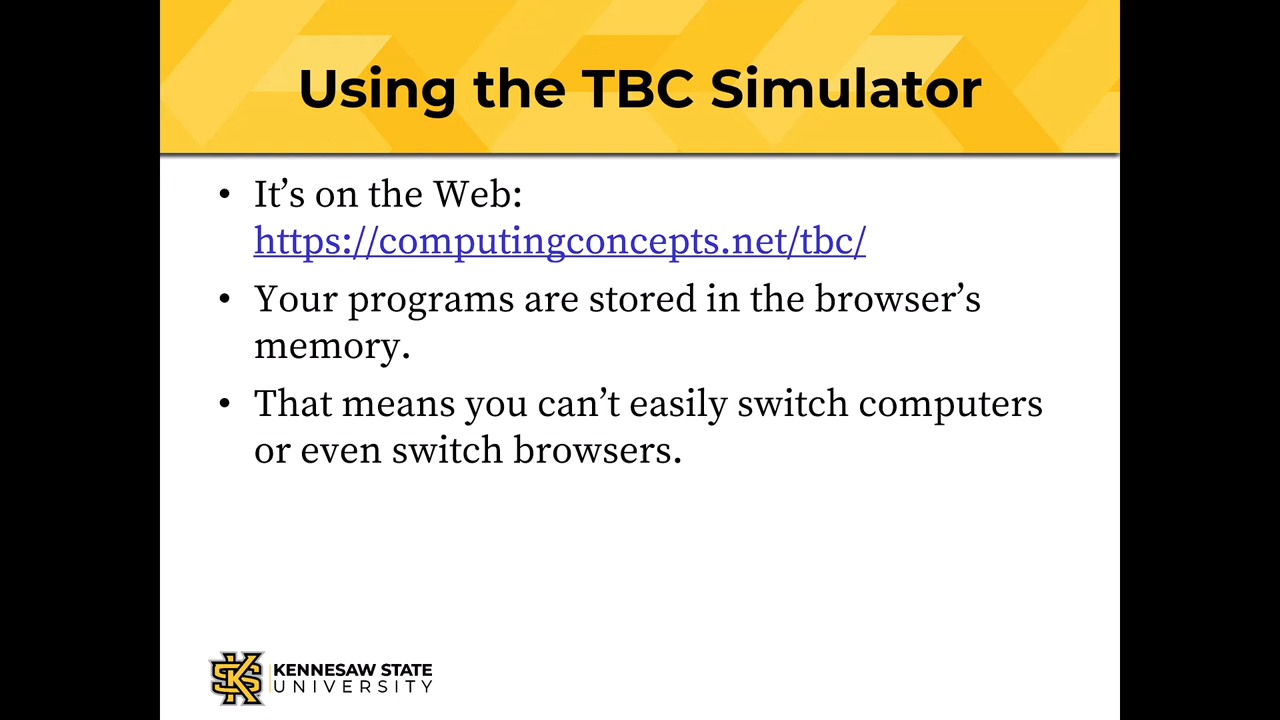 Using the TBC Simulator
• It’s on the Web:
https://computingconcepts.net/tbc/
• Your programs are stored in the browser’s
memory.
• That means you can’t easily switch computers
or even switch browsers.
KENNESAW STATE
UNIVERSITY